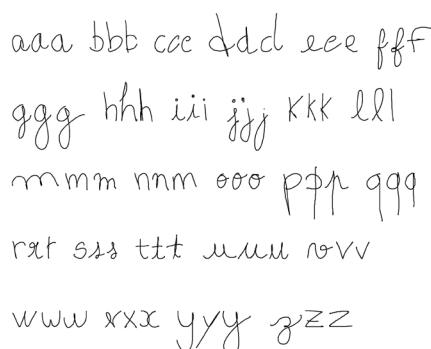 aaa bbb ccc ddd eee fff
ggg hhh iii jjj kkk lll
mmm nnn ooo ppp qqq
rrr sss ttt uuu vvv
www xxx yyy zzz